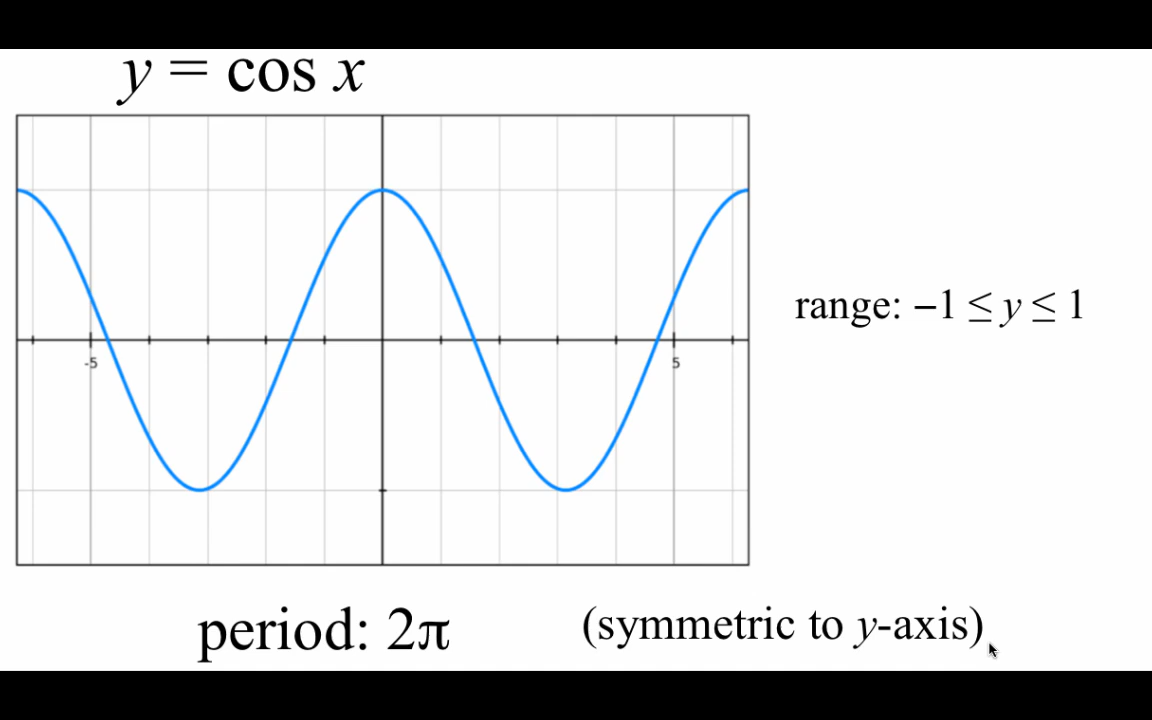 y = cos x
range: −1 ≤ y ≤ 1
-5
5
period: 2π
(symmetric to y-axis)